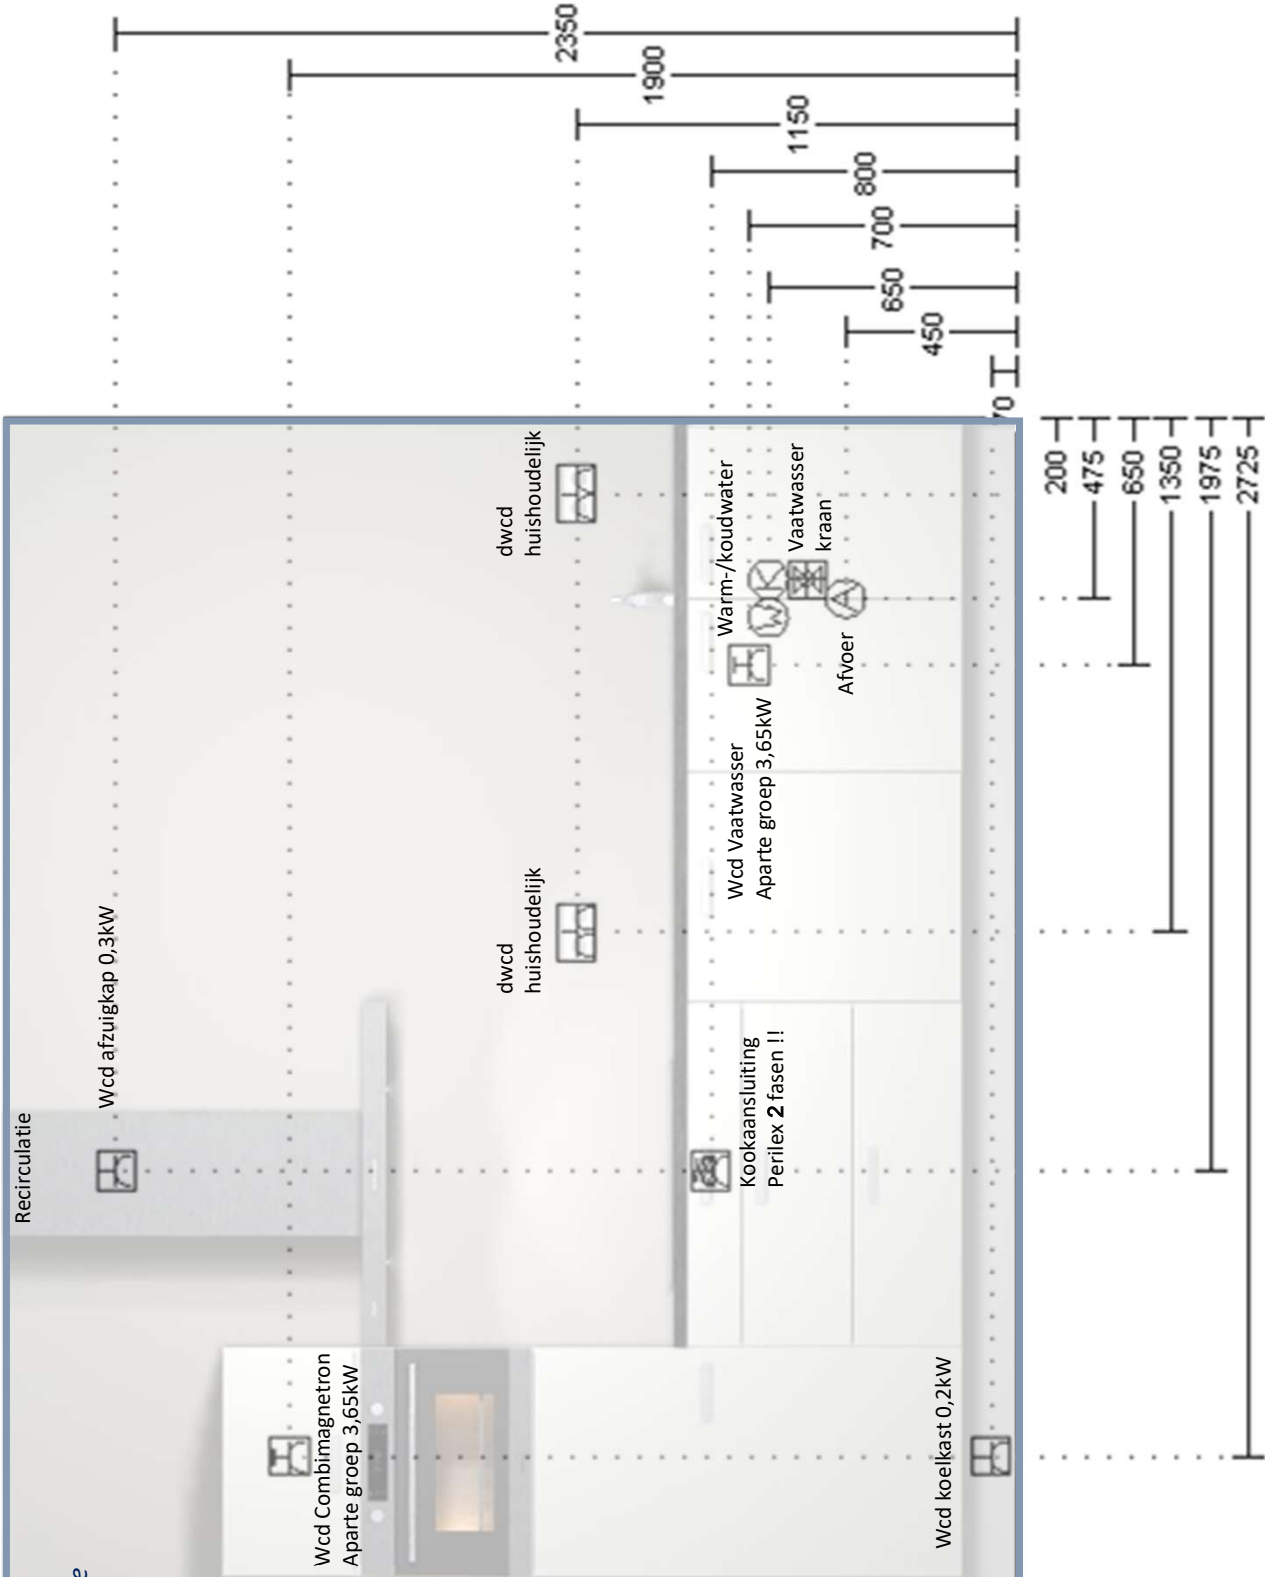 Recirculatie
Wcd afzuigkap 0,3kW
Wcd Combimagnetron
Aparte groep 3,65kW
dwcd
huishoudelijk
dwcd
huishoudelijk
Kookaansluiting
Perilex 2 fasen !!
Wcd Vaatwasser
Aparte groep 3,65kW
Warm-/koudwater
W
K
Vaatwasser
kraan
Afvoer
A
Wcd koelkast 0,2kW
2350
1900
1150
800
700
650
450
70
200
475
650
1350
1975
2725